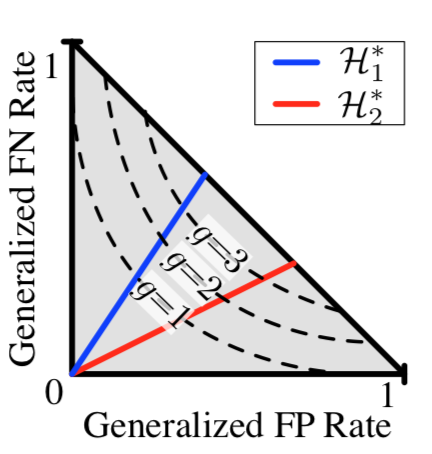 1
Generalized FN Rate
ℋ₁*
ℋ₂*
g=3
g=2
g=1
0
1
Generalized FP Rate